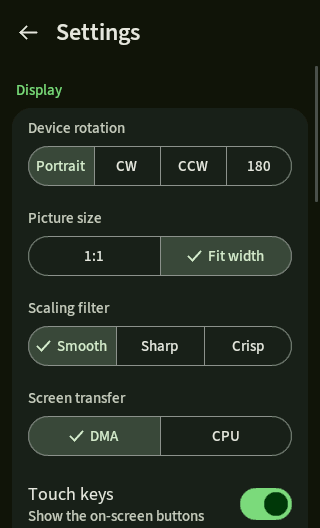 Settings
Display
Device rotation
Portrait CW CCW 180
Picture size
1:1 Fit width
Scaling filter
Smooth Sharp Crisp
Screen transfer
DMA CPU
Touch keys
Show the on-screen buttons